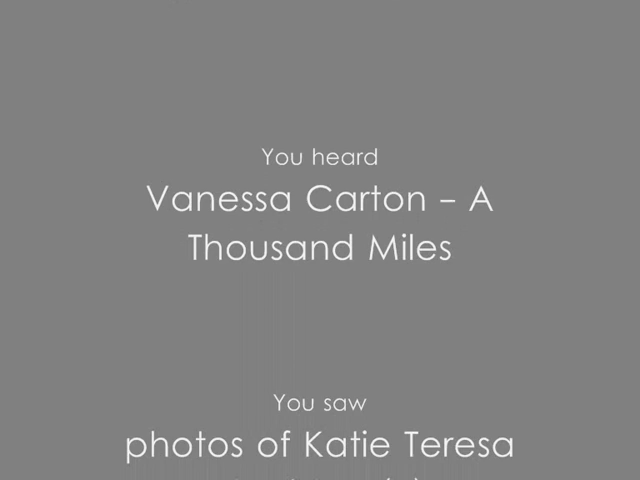 You heard
Vanessa Carton – A
Thousand Miles
You saw
photos of Katie Teresa